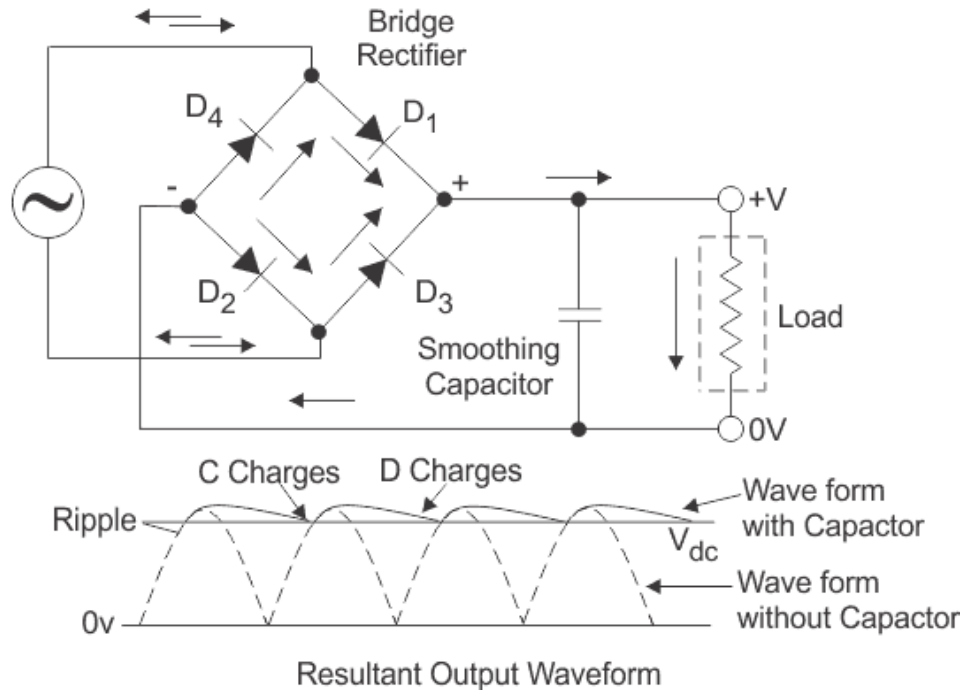 Bridge
Rectifier
D4
D1
-
+
+V
D2
D3
Load
Smoothing
Capacitor
0V
C Charges
D Charges
Wave form
with Capactor
Ripple
Vdc
Wave form
without Capactor
0v
Resultant Output Waveform